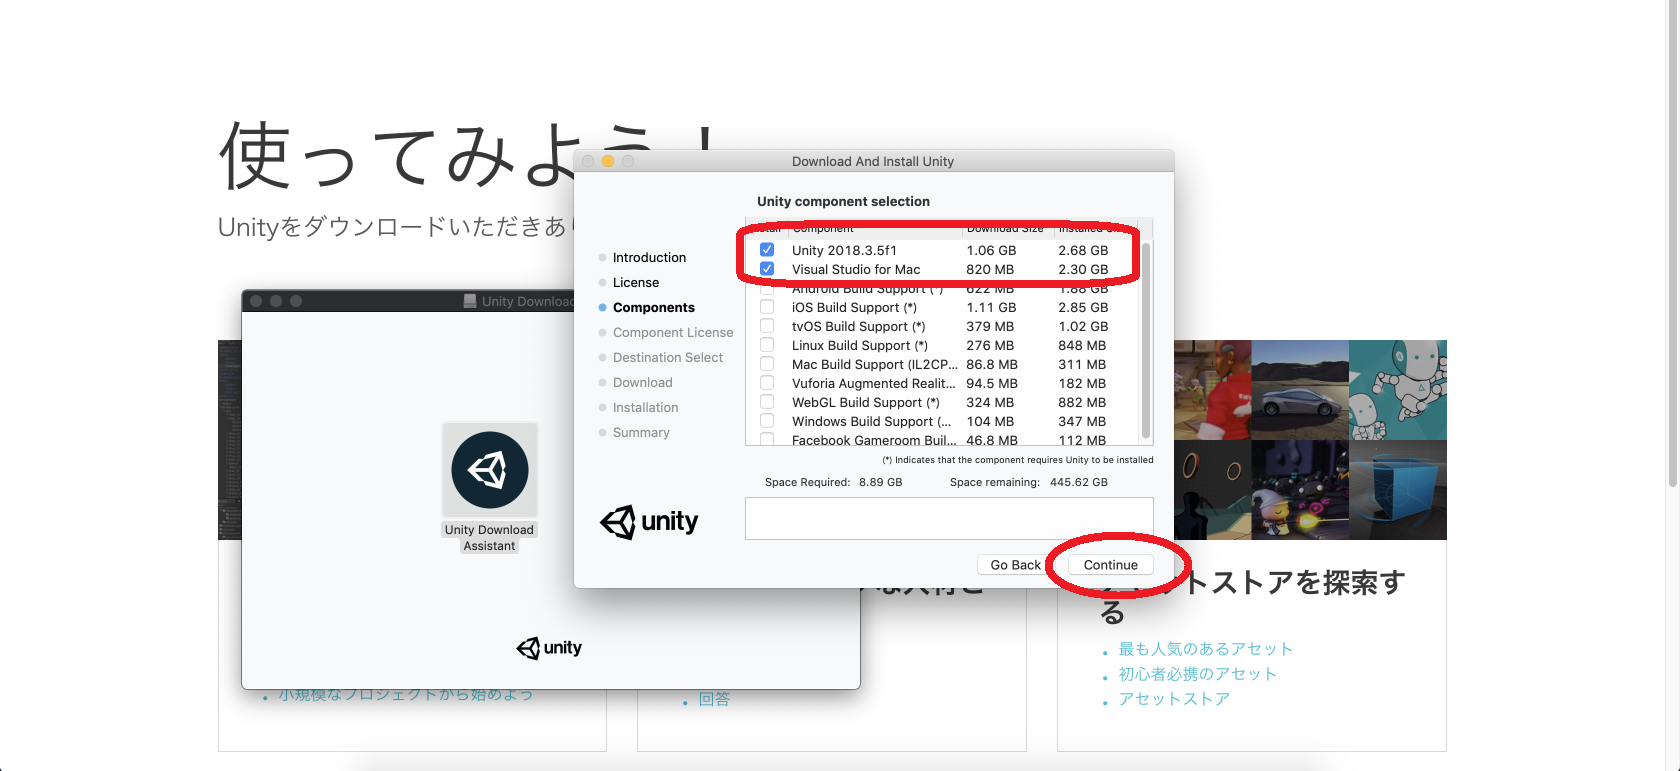 使ってみよう！
Unityをダウンロードいただきあり
Unity Download
Unity Download
Assistant
unity
小規模なプロジェクトから始めよう
回答
Download And Install Unity
Unity component selection
Introduction
License
Components
Component License
Destination Select
Download
Installation
Summary
Component Download Size
Unity 2018.3.5f1 1.06 GB 2.68 GB
Visual Studio for Mac 820 MB 2.30 GB
Android Build Support (*) 622 MB 1.88 GB
iOS Build Support (*) 1.11 GB 2.85 GB
tvOS Build Support (*) 379 MB 1.02 GB
Linux Build Support (*) 276 MB 848 MB
Mac Build Support (IL2CP... 86.8 MB 311 MB
Vuforia Augmented Realit... 94.5 MB 182 MB
WebGL Build Support (*) 324 MB 882 MB
Windows Build Support (... 104 MB 347 MB
Facebook Gameroom Buil... 46.8 MB 112 MB
(*) Indicates that the component requires Unity to be installed
Space Required: 8.89 GB Space remaining: 445.62 GB
unity
Go Back Continue
ットストアを探索す
る
最も人気のあるアセット
初心者必携のアセット
アセットストア